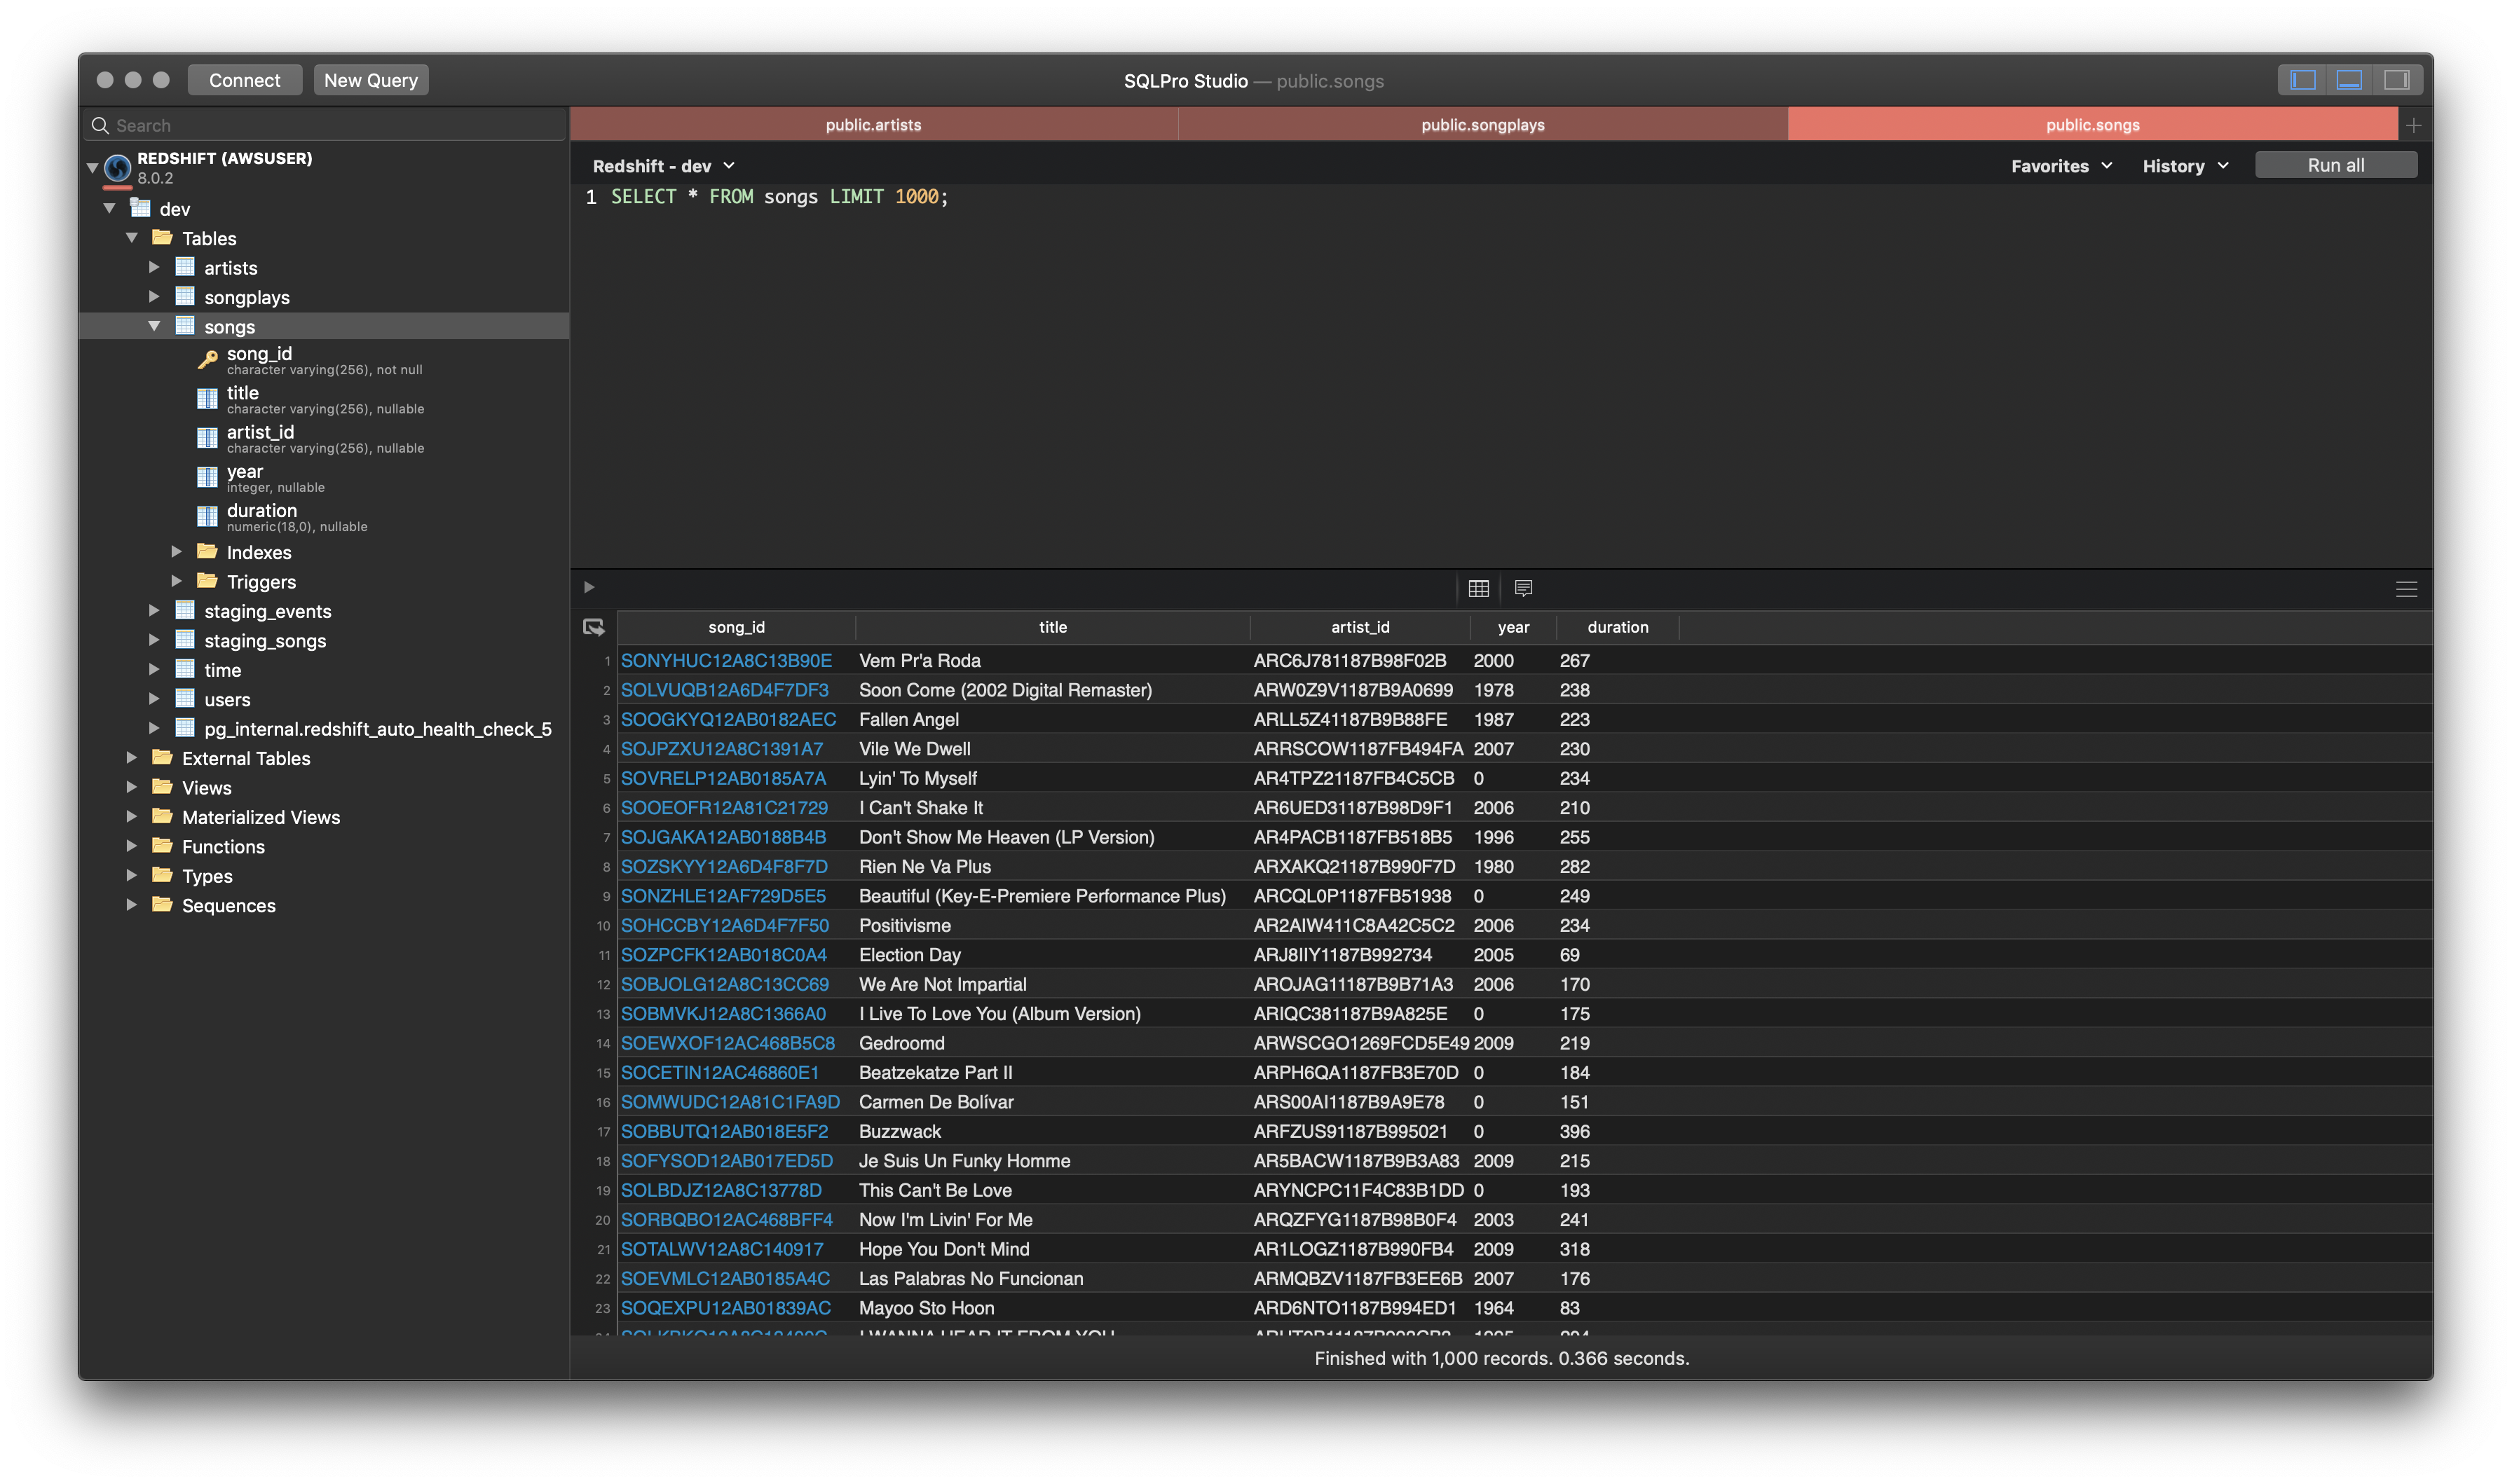 Connect New Query SQLPro Studio — public.songs
Search
REDSHIFT (AWSUSER)
8.0.2
dev
Tables
artists
songplays
songs
song_id
character varying(256), not null
title
character varying(256), nullable
artist_id
character varying(256), nullable
year
integer, nullable
duration
numeric(18,0), nullable
Indexes
Triggers
staging_events
staging_songs
time
users
pg_internal.redshift_auto_health_check_5
External Tables
Views
Materialized Views
Functions
Types
Sequences
public.artists public.songplays public.songs
Redshift - dev Favorites History Run all
1 SELECT * FROM songs LIMIT 1000;
song_id title artist_id year duration
1 SONYHUC12A8C13B90E Vem Pr'a Roda ARC6J781187B98F02B 2000 267
2 SOLVUQB12A6D4F7DF3 Soon Come (2002 Digital Remaster) ARW0Z9V1187B9A0699 1978 238
3 SOOGKYQ12AB0182AEC Fallen Angel ARLL5Z41187B9B88FE 1987 223
4 SOJPZXU12A8C1391A7 Vile We Dwell ARRSCOW1187FB494FA 2007 230
5 SOVRELP12AB0185A7A Lyin' To Myself AR4TPZ21187FB4C5CB 0 234
6 SOOEOFR12A81C21729 I Can't Shake It AR6UED31187B98D9F1 2006 210
7 SOJGAKA12AB0188B4B Don't Show Me Heaven (LP Version) AR4PACB1187FB518B5 1996 255
8 SOZSKYY12A6D4F8F7D Rien Ne Va Plus ARXAKQ21187B990F7D 1980 282
9 SONZHLE12AF729D5E5 Beautiful (Key-E-Premiere Performance Plus) ARCQL0P1187FB51938 0 249
10 SOHCCBY12A6D4F7F50 Positivisme AR2AIW411C8A42C5C2 2006 234
11 SOZPCFK12AB018C0A4 Election Day ARJ8IIY1187B992734 2005 69
12 SOBJOLG12A8C13CC69 We Are Not Impartial AROJAG11187B9B71A3 2006 170
13 SOBMVKJ12A8C1366A0 I Live To Love You (Album Version) ARIQC381187B9A825E 0 175
14 SOEWXOF12AC468B5C8 Gedroomd ARWSCGO1269FCD5E49 2009 219
15 SOCETIN12AC46860E1 Beatzekatze Part II ARPH6QA1187FB3E70D 0 184
16 SOMWUDC12A81C1FA9D Carmen De Bolívar ARS00AI1187B9A9E78 0 151
17 SOBBUTQ12AB018E5F2 Buzzwack ARFZUS91187B995021 0 396
18 SOFYSOD12AB017ED5D Je Suis Un Funky Homme AR5BACW1187B9B3A83 2009 215
19 SOLBDJZ12A8C13778D This Can't Be Love ARYNCPC11F4C83B1DD 0 193
20 SORBQBO12AC468BFF4 Now I'm Livin' For Me ARQZFYG1187B98B0F4 2003 241
21 SOTALWV12A8C140917 Hope You Don't Mind AR1LOGZ1187B990FB4 2009 318
22 SOEVMLC12AB0185A4C Las Palabras No Funcionan ARMQBZV1187FB3EE6B 2007 176
23 SOQEXPU12AB01839AC Mayoo Sto Hoon ARD6NTO1187B994ED1 1964 83
I WANNA HEAR IT FROM YOU
Finished with 1,000 records. 0.366 seconds.